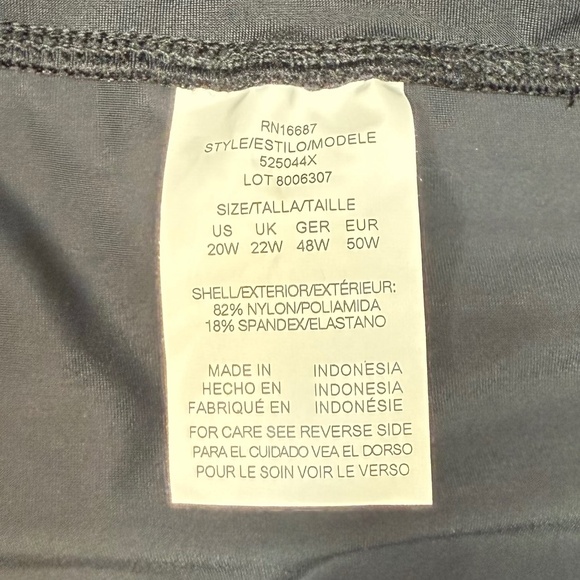 RN16687
STYLE/ESTILO/MODELE
525044X
LOT 8006307
SIZE/TALLA/TAILLE
US UK GER EUR
20W 22W 48W 50W
SHELL/EXTERIOR/EXTÉRIEUR:
82% NYLON/POLIAMIDA
18% SPANDEX/ELASTANO
MADE IN INDONESIA
HECHO EN INDONESIA
FABRIQUÉ EN INDONÉSIE
FOR CARE SEE REVERSE SIDE
PARA EL CUIDADO VEA EL DORSO
POUR LE SOIN VOIR LE VERSO